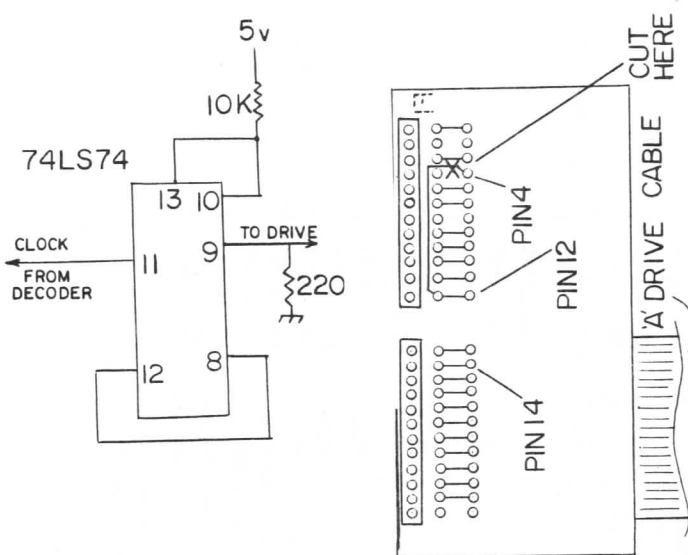 5v
10K
74LS74
13
10
CLOCK
FROM
DECODER
11
9
TO DRIVE
220
12
8
CUT
HERE
PIN4
PIN12
PIN14
'A' DRIVE CABLE